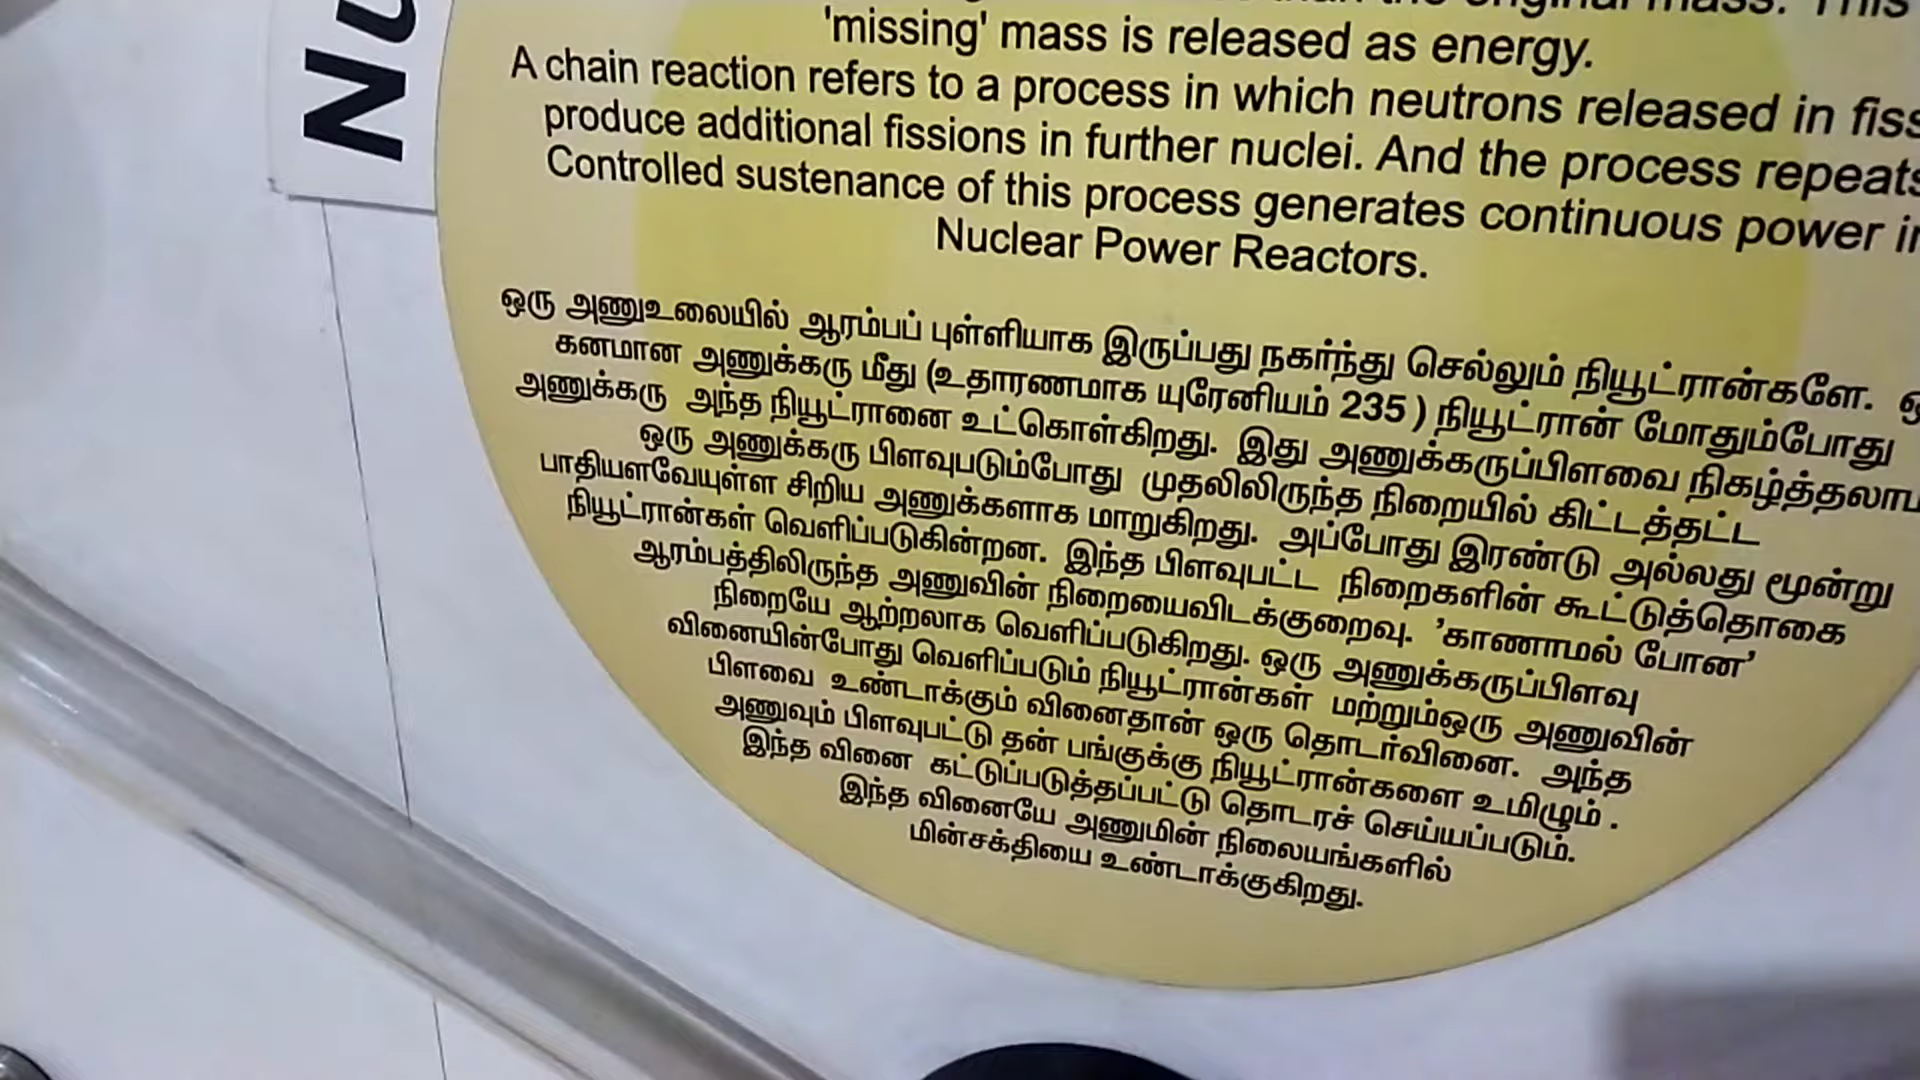 Nu
than the original mass. This
'missing' mass is released as energy.
A chain reaction refers to a process in which neutrons released in fiss
produce additional fissions in further nuclei. And the process repeats
Controlled sustenance of this process generates continuous power in
Nuclear Power Reactors.
ஒரு அணுஉலையில் ஆரம்பப் புள்ளியாக இருப்பது நகர்ந்து செல்லும் நியூட்ரான்களே.
கனமான அணுக்கரு மீது (உதாரணமாக யுரேனியம் 235 ) நியூட்ரான் மோதும்போது
அணுக்கரு அந்த நியூட்ரானை உட்கொள்கிறது. இது அணுக்கருப்பிளவை நிகழ்த்தலாம்
ஒரு அணுக்கரு பிளவுபடும்போது முதலிலிருந்த நிறையில் கிட்டத்தட்ட
பாதியளவேயுள்ள சிறிய அணுக்களாக மாறுகிறது. அப்போது இரண்டு அல்லது மூன்று
நியூட்ரான்கள் வெளிப்படுகின்றன. இந்த பிளவுபட்ட நிறைகளின் கூட்டுத்தொகை
ஆரம்பத்திலிருந்த அணுவின் நிறையைவிடக்குறைவு. 'காணாமல் போன'
நிறையே ஆற்றலாக வெளிப்படுகிறது. ஒரு அணுக்கருப்பிளவு
வினையின்போது வெளிப்படும் நியூட்ரான்கள் மற்றும்ஒரு அணுவின்
பிளவை உண்டாக்கும் வினைதான் ஒரு தொடர்வினை. அந்த
அணுவும் பிளவுபட்டு தன் பங்குக்கு நியூட்ரான்களை உமிழும் .
இந்த வினை கட்டுப்படுத்தப்பட்டு தொடரச் செய்யப்படும்.
இந்த வினையே அணுமின் நிலையங்களில்
மின்சக்தியை உண்டாக்குகிறது.